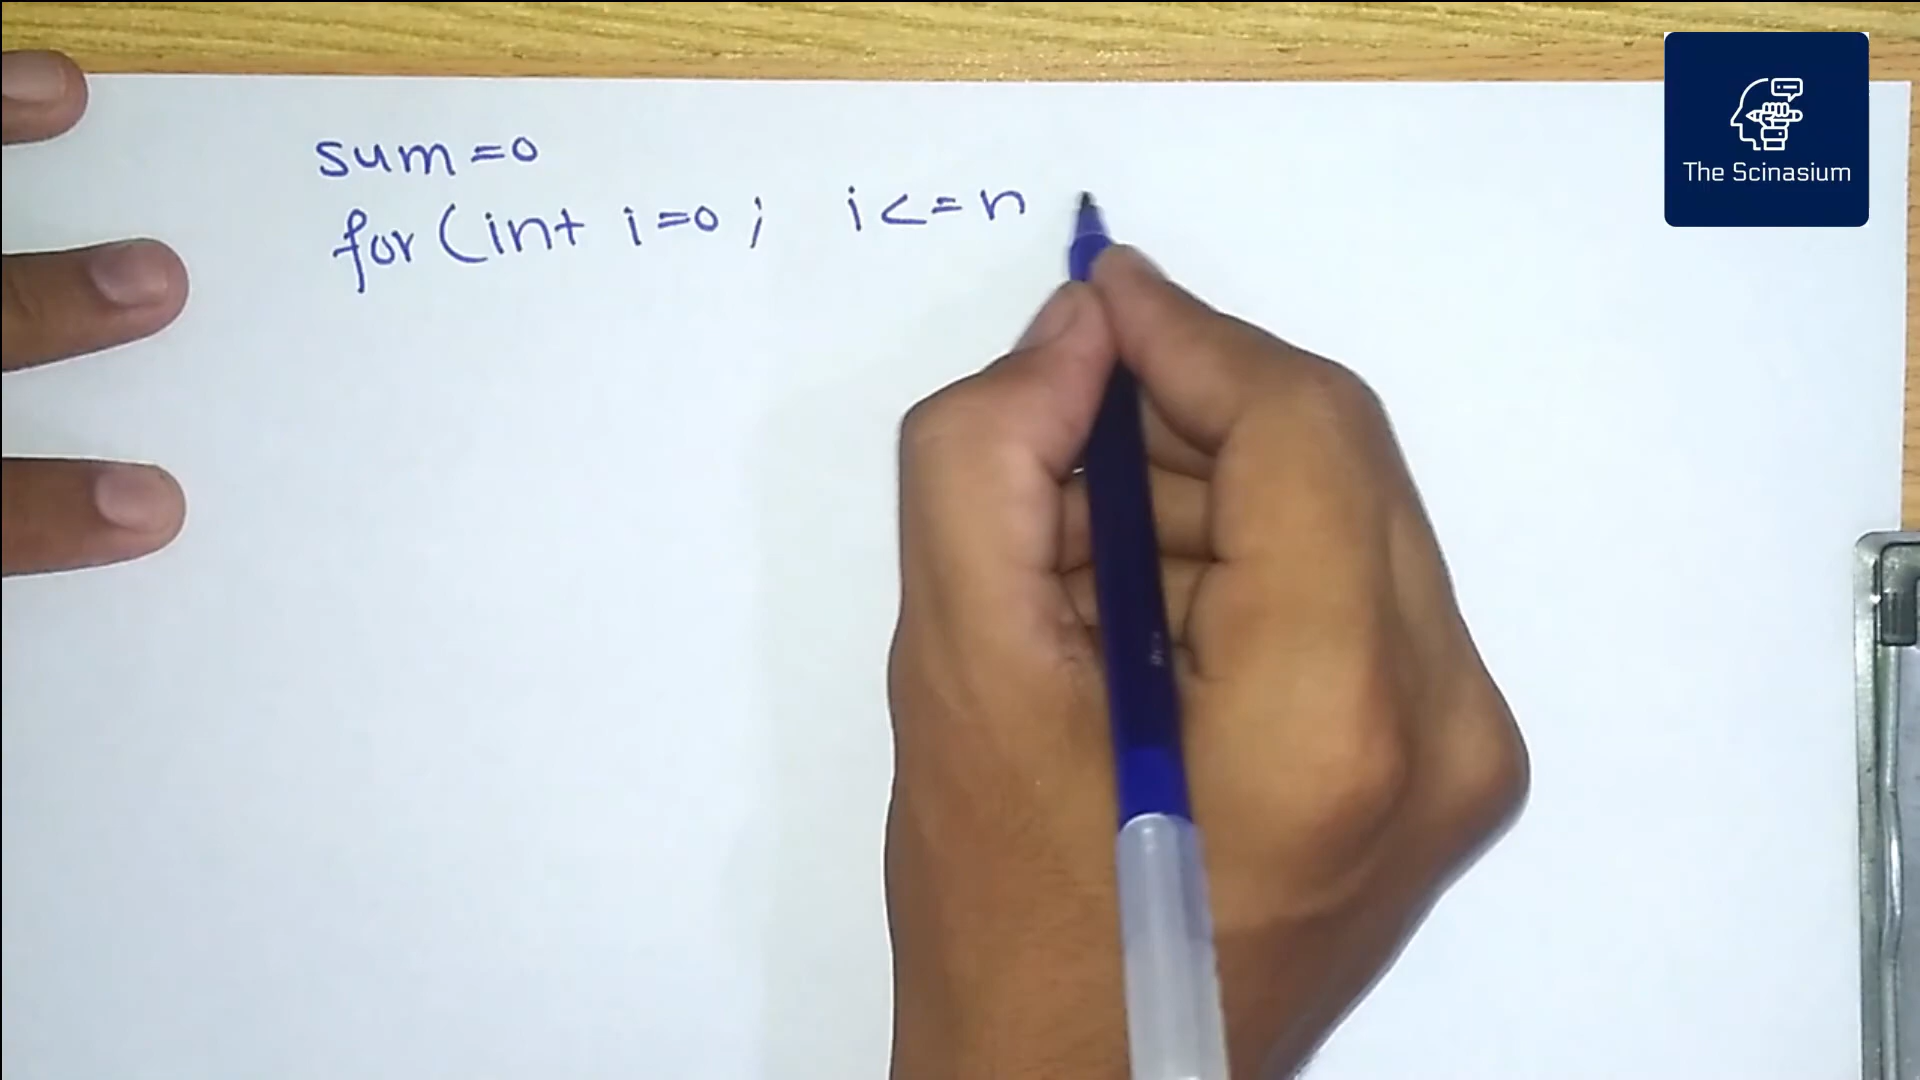 sum=0
for (int i=0; i<=n
The Scinasium